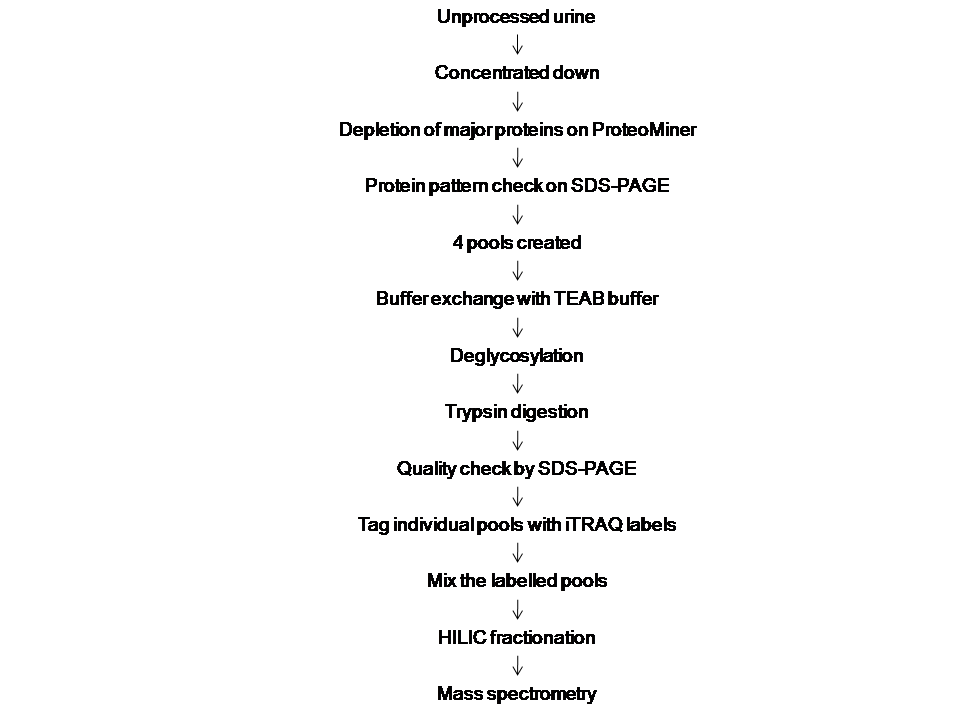 Unprocessed urine
Concentrated down
Depletion of major proteins on ProteoMiner
Protein pattern check on SDS-PAGE
4 pools created
Buffer exchange with TEAB buffer
Deglycosylation
Trypsin digestion
Quality check by SDS-PAGE
Tag individual pools with iTRAQ labels
Mix the labelled pools
HILIC fractionation
Mass spectrometry